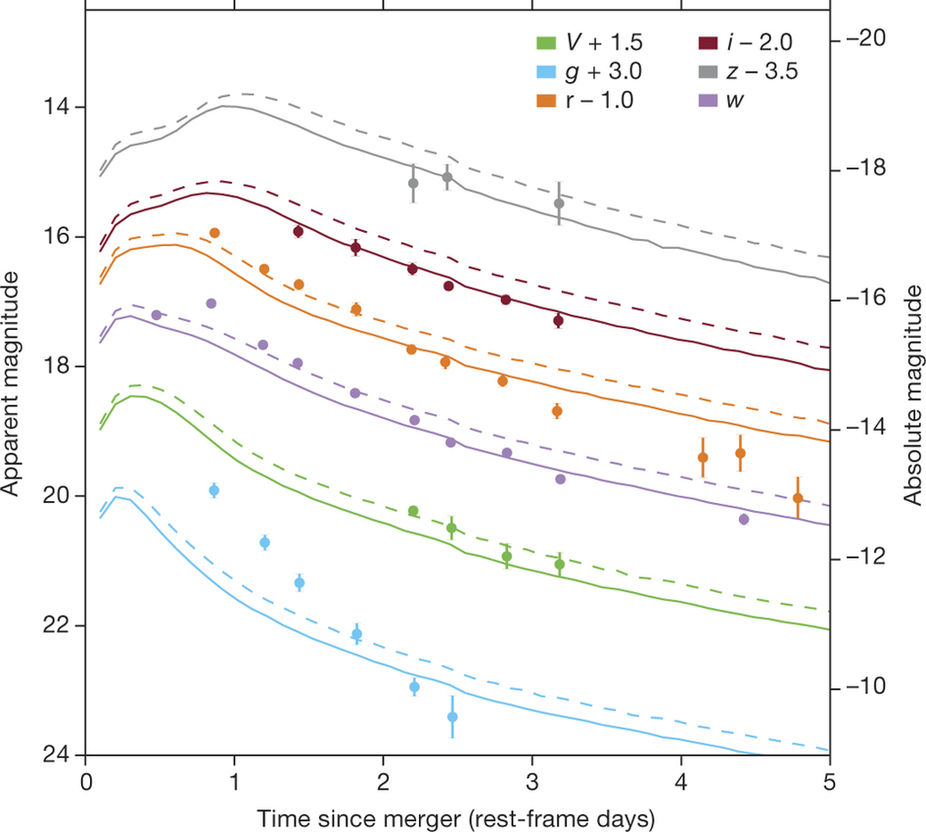 V + 1.5
g + 3.0
r – 1.0
i – 2.0
z – 3.5
w
Apparent magnitude
14
16
18
20
22
24
–20
–18
–16
–14
–12
–10
Absolute magnitude
0 1 2 3 4 5
Time since merger (rest-frame days)